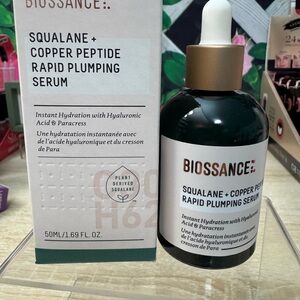 BIOSSANCE
SQUALANE +
COPPER PEPTIDE
RAPID PLUMPING
SERUM
Instant Hydration with Hyaluronic
Acid & Paracress
Une hydratation instantanée avec
de l'acide hyaluronique et du cresson
de Para
PLANT
DERIVED
SQUALANE
H62
50ML/1.69 FL. OZ.
BIOSSANCE
SQUALANE + COPPER PEP
RAPID PLUMPING SERUM
Instant Hydration with Hyaluronic
Acid & Paracress
Une hydratation instantanée avec
de l'acide hyaluronique et du
cresson de Para
24